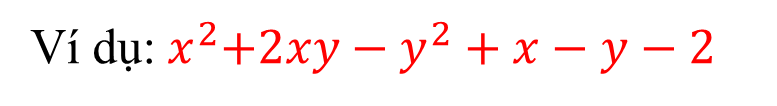 Ví dụ: x²+2xy − y² + x − y − 2